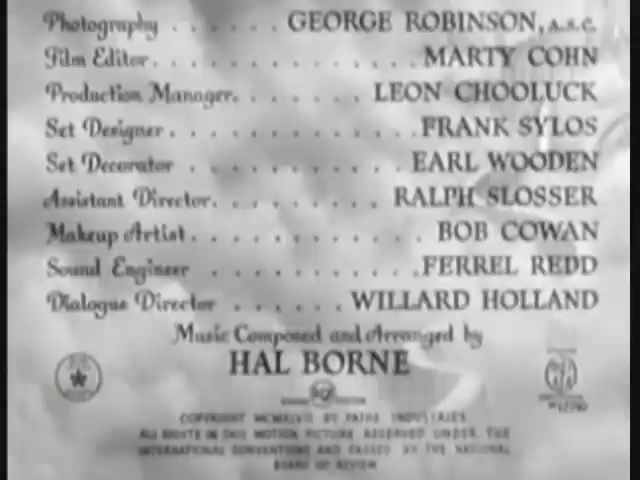 Photography . . . . . . GEORGE ROBINSON, A.S.C.
Film Editor. . . . . . . . . . . . . . MARTY COHN
Production Manager. . . . . . . LEON CHOOLUCK
Set Designer . . . . . . . . . . . . . FRANK SYLOS
Set Decorator . . . . . . . . . . . EARL WOODEN
Assistant Director. . . . . . . . . RALPH SLOSSER
Makeup Artist. . . . . . . . . . . . . BOB COWAN
Sound Engineer . . . . . . . . . . . FERREL REDD
Dialogue Director . . . . . . WILLARD HOLLAND
Music Composed and Arranged by
HAL BORNE
COPYRIGHT BY PATHE INDUSTRIES
ALL RIGHTS IN THIS MOTION PICTURE RESERVED UNDER THE
INTERNATIONAL CONVENTIONS AND PASSED BY THE NATIONAL
BOARD OF REVIEW